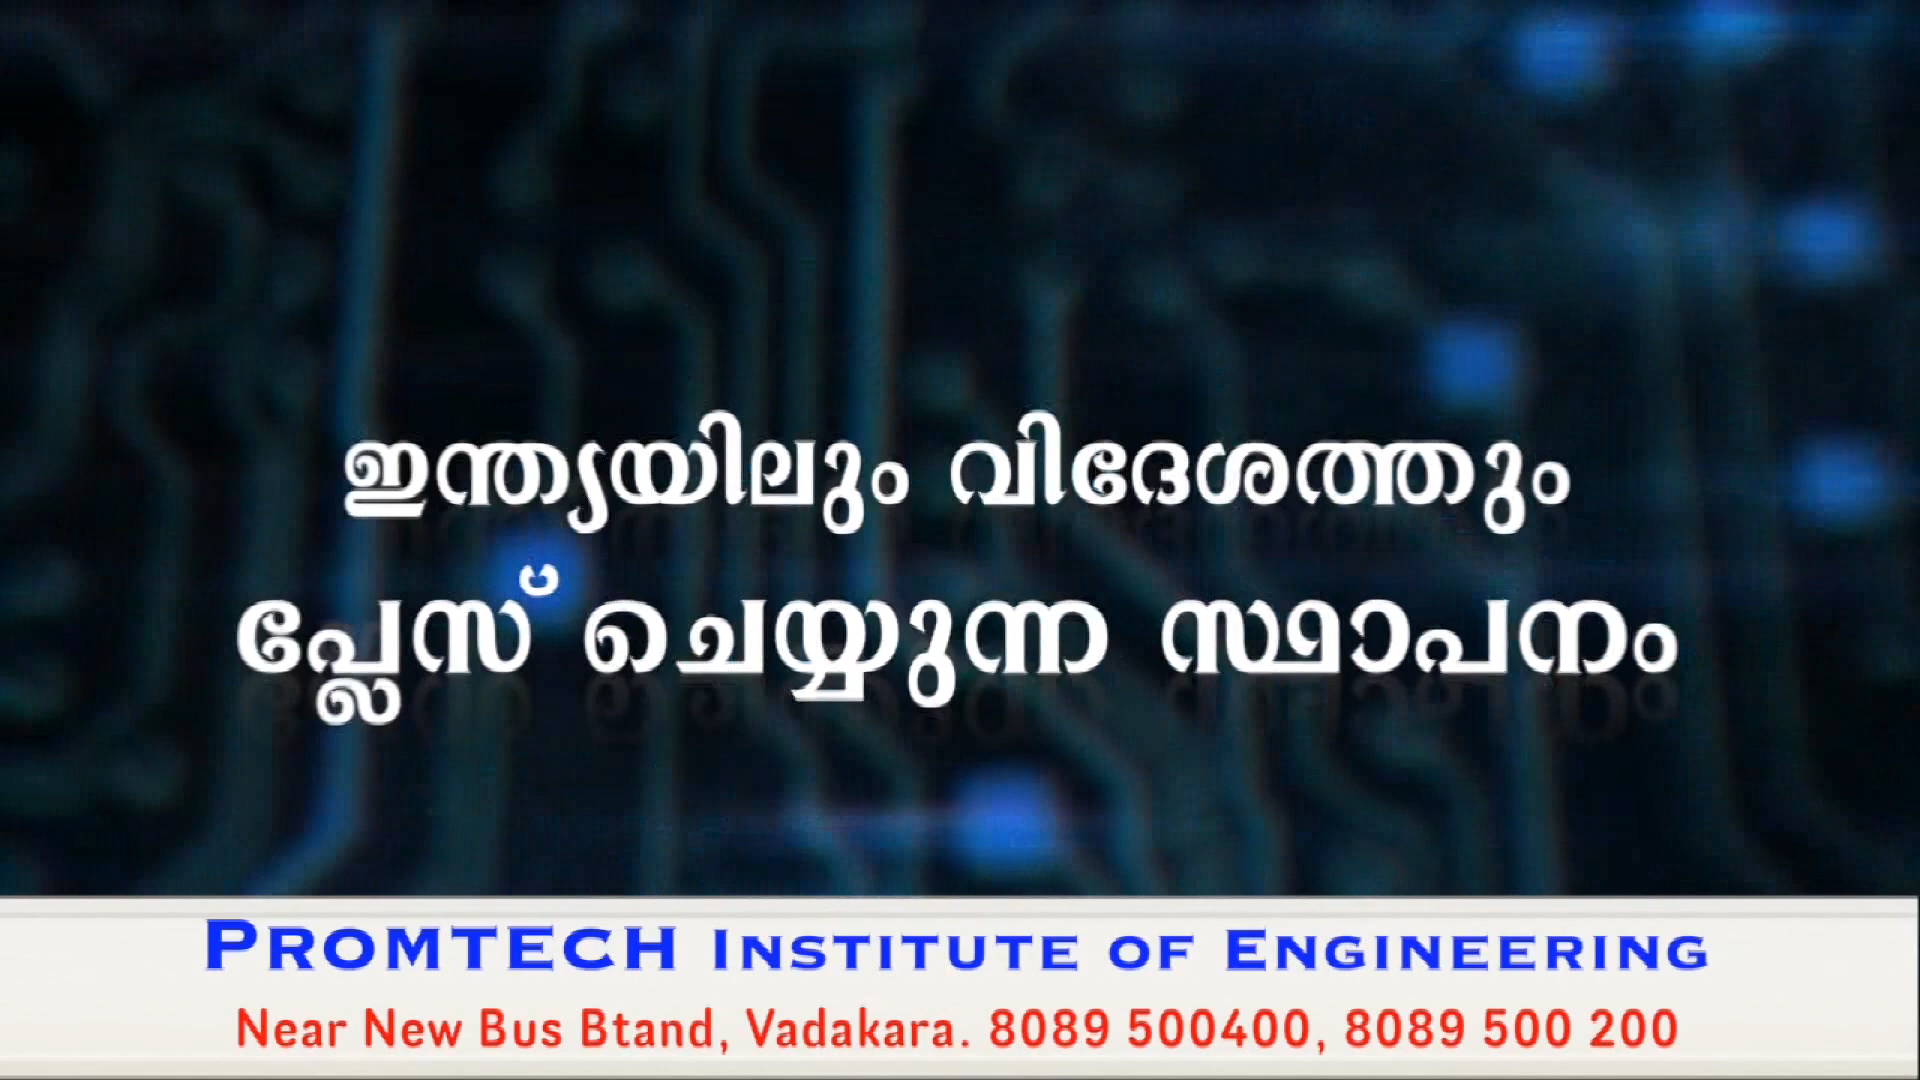 ഇന്ത്യയിലും വിദേശത്തും
പ്ലേസ് ചെയ്യുന്ന സ്ഥാപനം
PROMTECH INSTITUTE OF ENGINEERING
Near New Bus Btand, Vadakara. 8089 500400, 8089 500 200